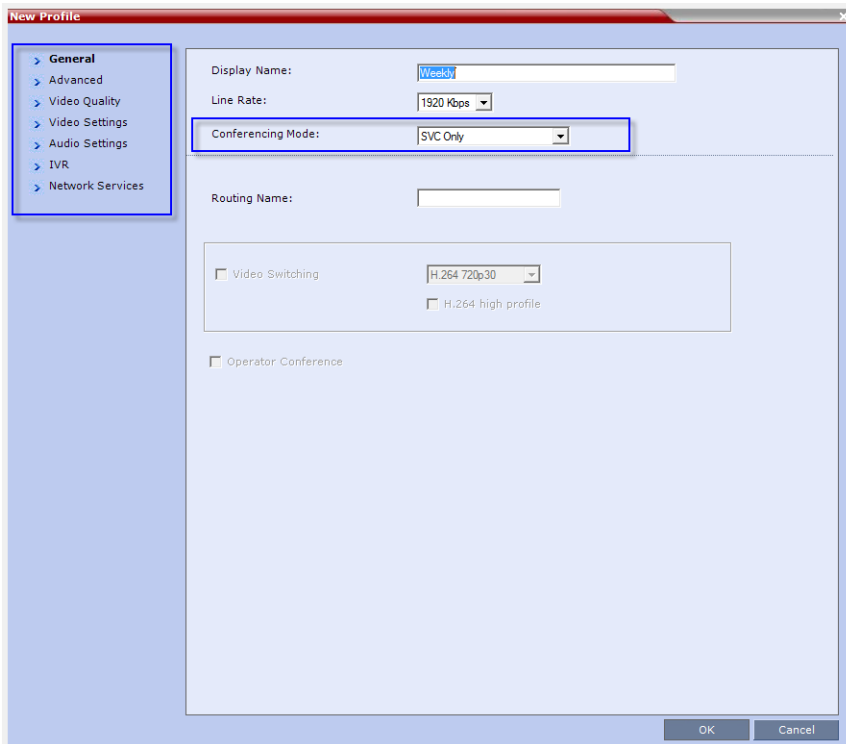 New Profile
X
General
Advanced
Video Quality
Video Settings
Audio Settings
IVR
Network Services
Display Name:
Weekly
Line Rate:
1920 Kbps
Conferencing Mode:
SVC Only
Routing Name:
Video Switching
H.264 720p30
H.264 high profile
Operator Conference
OK
Cancel